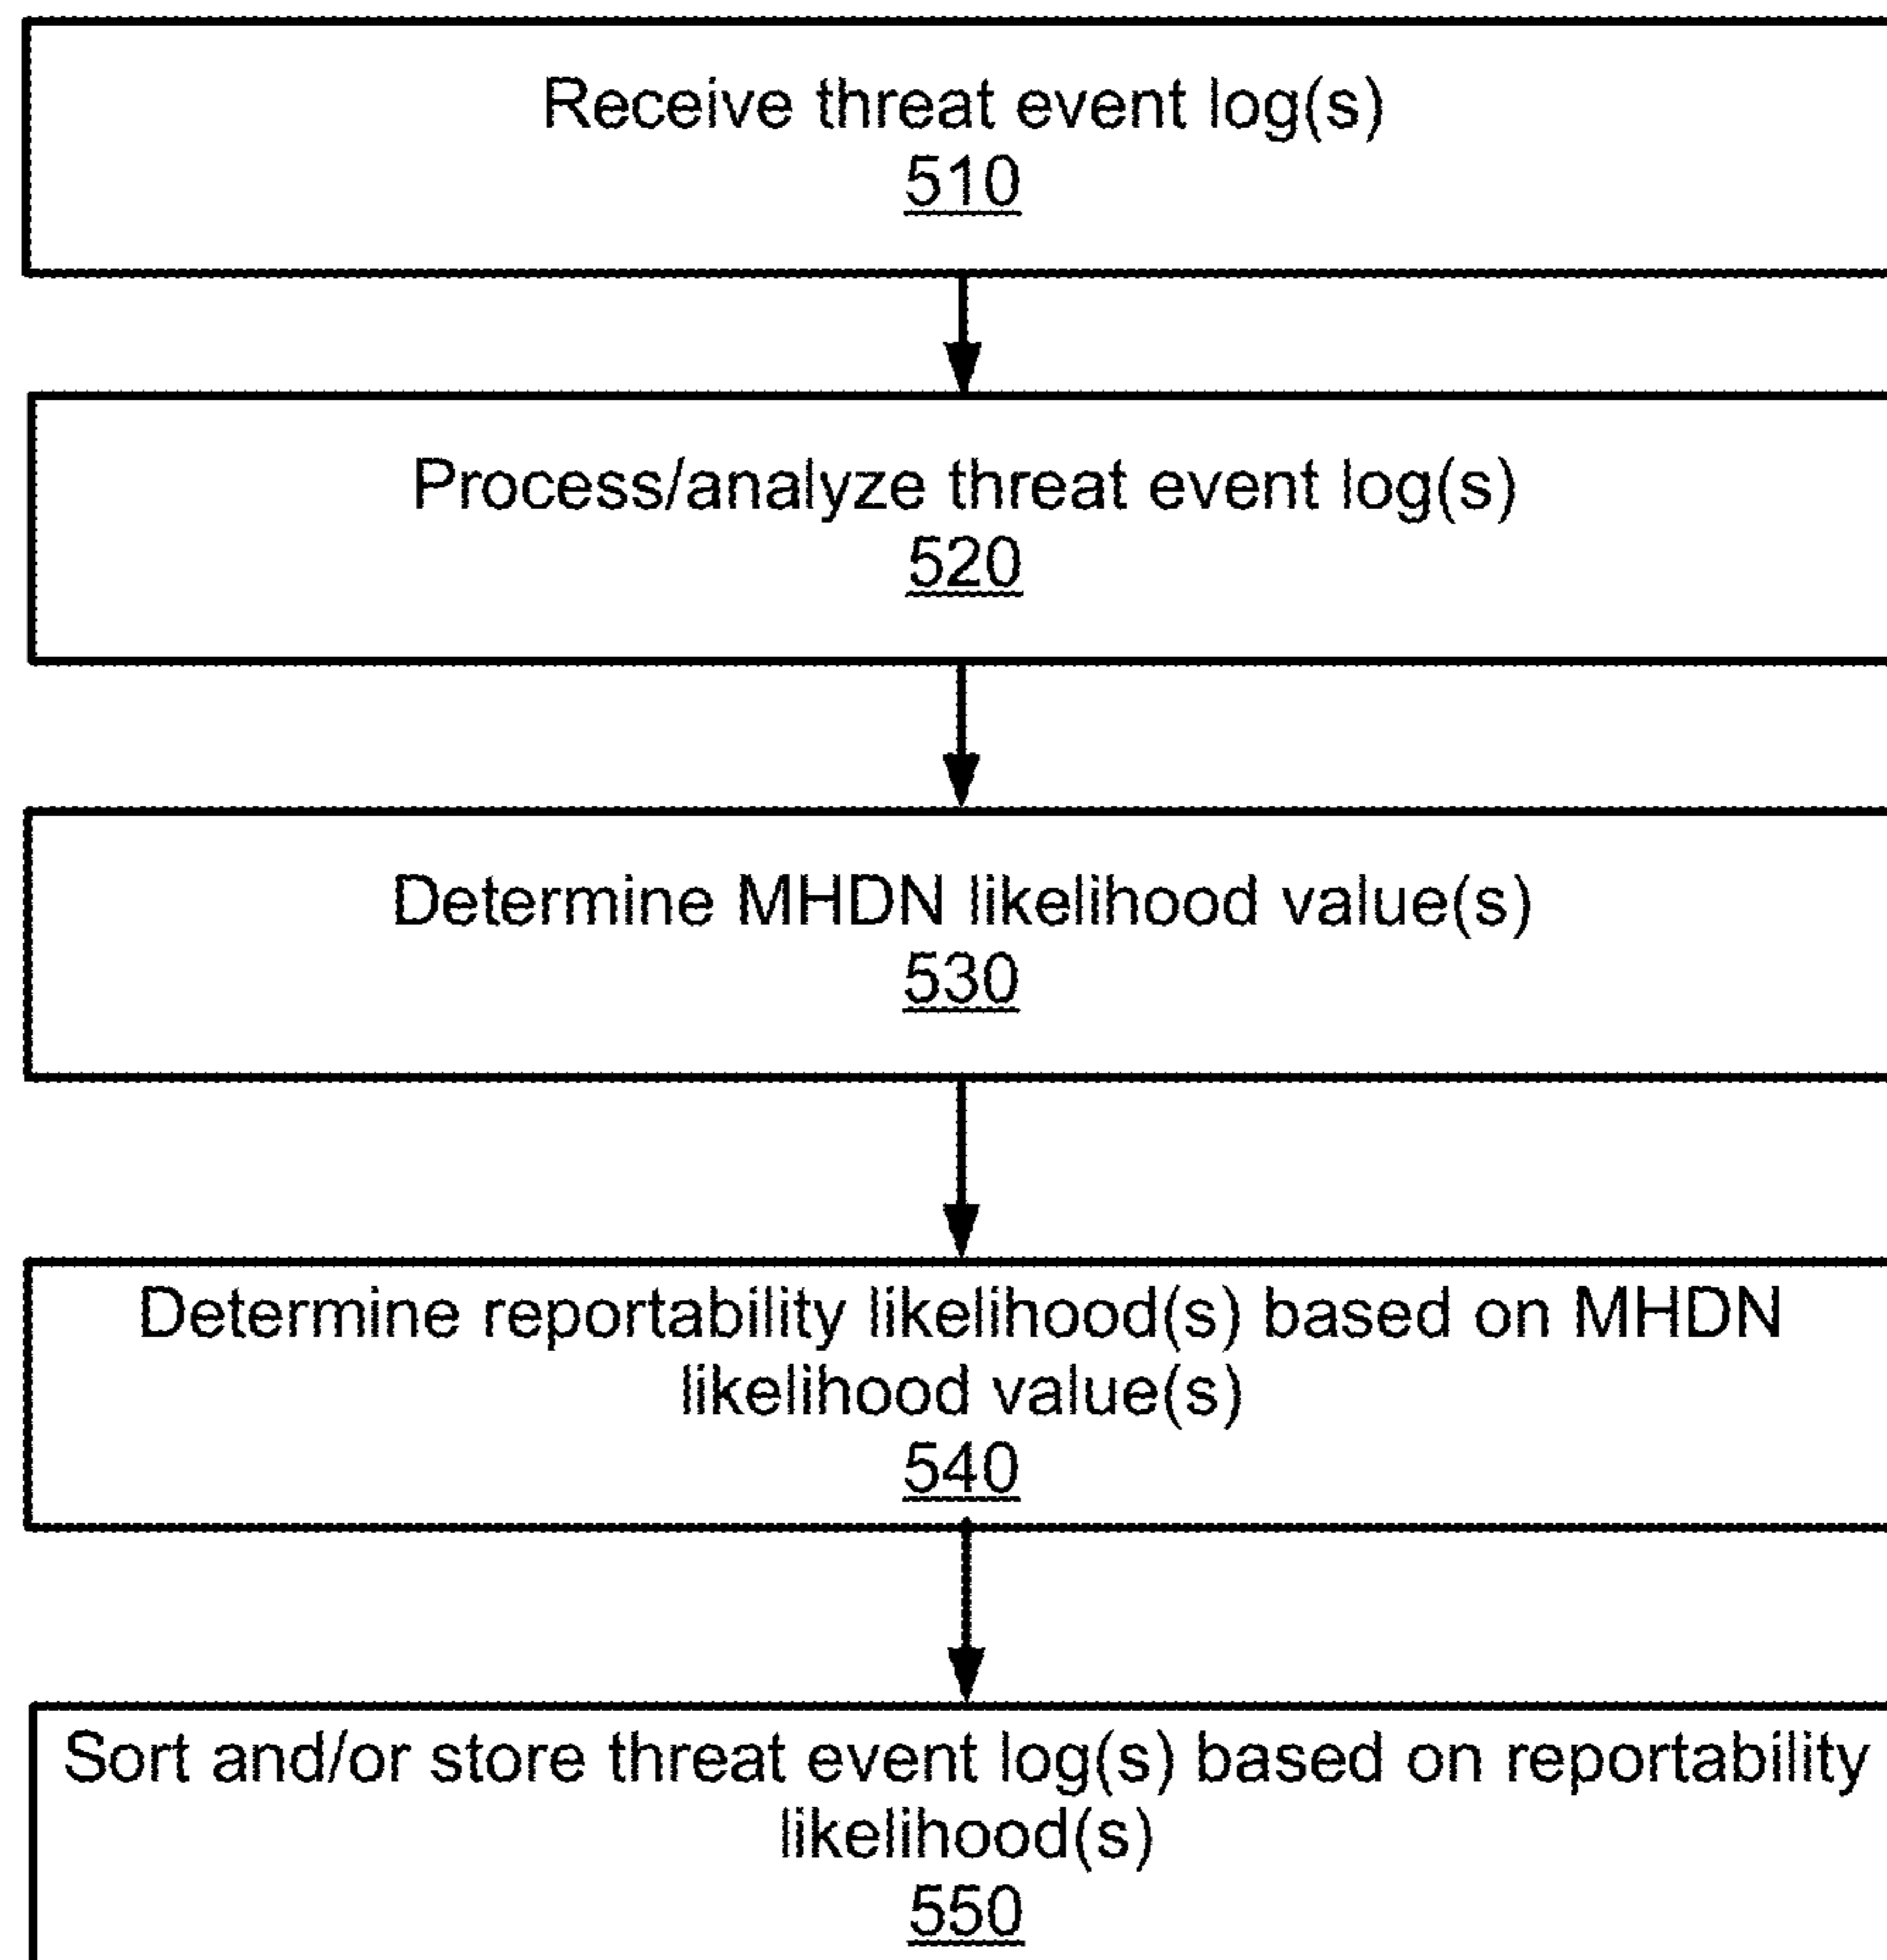 Receive threat event log(s)
510
Process/analyze threat event log(s)
520
Determine MHDN likelihood value(s)
530
Determine reportability likelihood(s) based on MHDN
likelihood value(s)
540
Sort and/or store threat event log(s) based on reportability
likelihood(s)
550